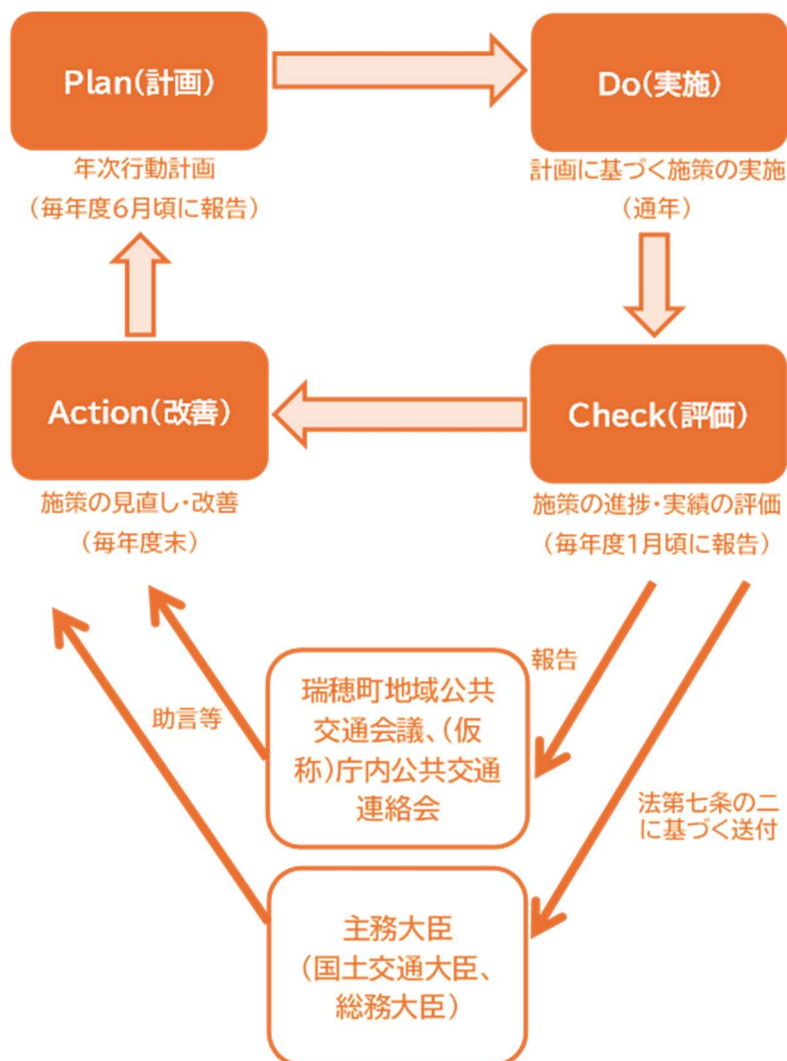 Plan(計画)
Do(実施)
年次行動計画
(毎年度6月頃に報告)
計画に基づく施策の実施
(通年)
Action(改善)
Check(評価)
施策の見直し・改善
(毎年度末)
施策の進捗・実績の評価
(毎年度1月頃に報告)
報告
助言等
瑞穂町地域公共
交通会議、(仮
称)庁内公共交通
連絡会
法第七条の二
に基づく送付
主務大臣
(国土交通大臣、
総務大臣)